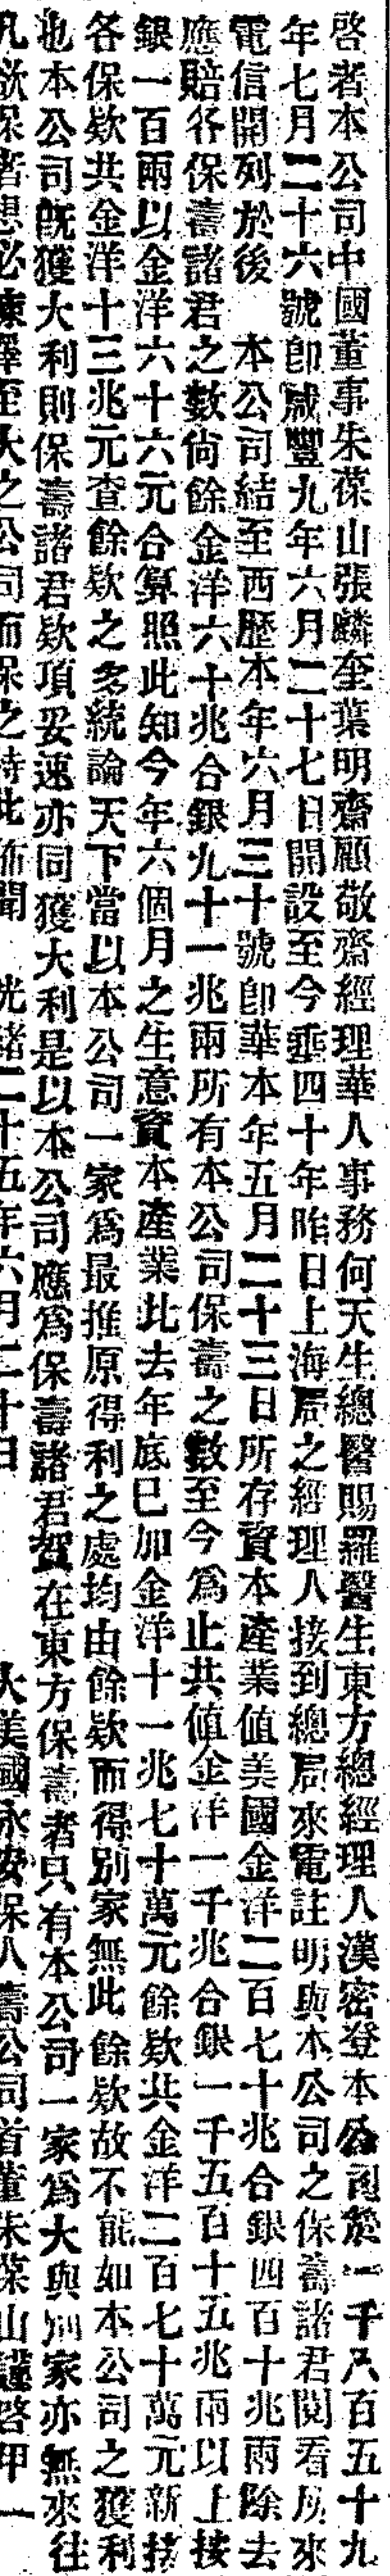 啓者本公司中國董事朱葆山張麟奎葉明齋顧敬齋經理華人事務何天生總醫賜羅醫生東方總經理人漢密登本公司於一千八百五十九
年七月二十六號卽咸豐九年六月二十七日開設至今垂四十年昨日上海局之經理人接到總局來電註明與本公司之保壽諸君閱看所來
電信開列於後　本公司結至西歷本年六月三十號卽華本年五月二十三日所存資本產業值美國金洋二百七十兆合銀四百十兆兩除去
應賠各保壽諸君之數尙餘金洋六十兆合銀九十一兆兩所有本公司保壽之數至今為止共值金洋一千兆合銀一千五百十五兆兩以上按
銀一百兩以金洋六十六元合算照此知今年六個月之生意資本產業比去年底已加金洋十一兆七十萬元餘欵共金洋二百七十萬元新接
各保欵共金洋十三兆元查餘欵之多統論天下當以本公司一家為最推原得利之處均由餘欵而得別家無此餘欵故不能如本公司之獲利
也本公司旣獲大利則保壽諸君欵項妥速亦同獲大利是以本公司應為保壽諸君賀在東方保壽者只有本公司一家為大與別家亦無來往
凡欲保者想必揀擇至大之公司而保之特此佈聞　光緒二十五年六月二十日　　大美國永安保人壽公司首董朱葆山謹啓甲一